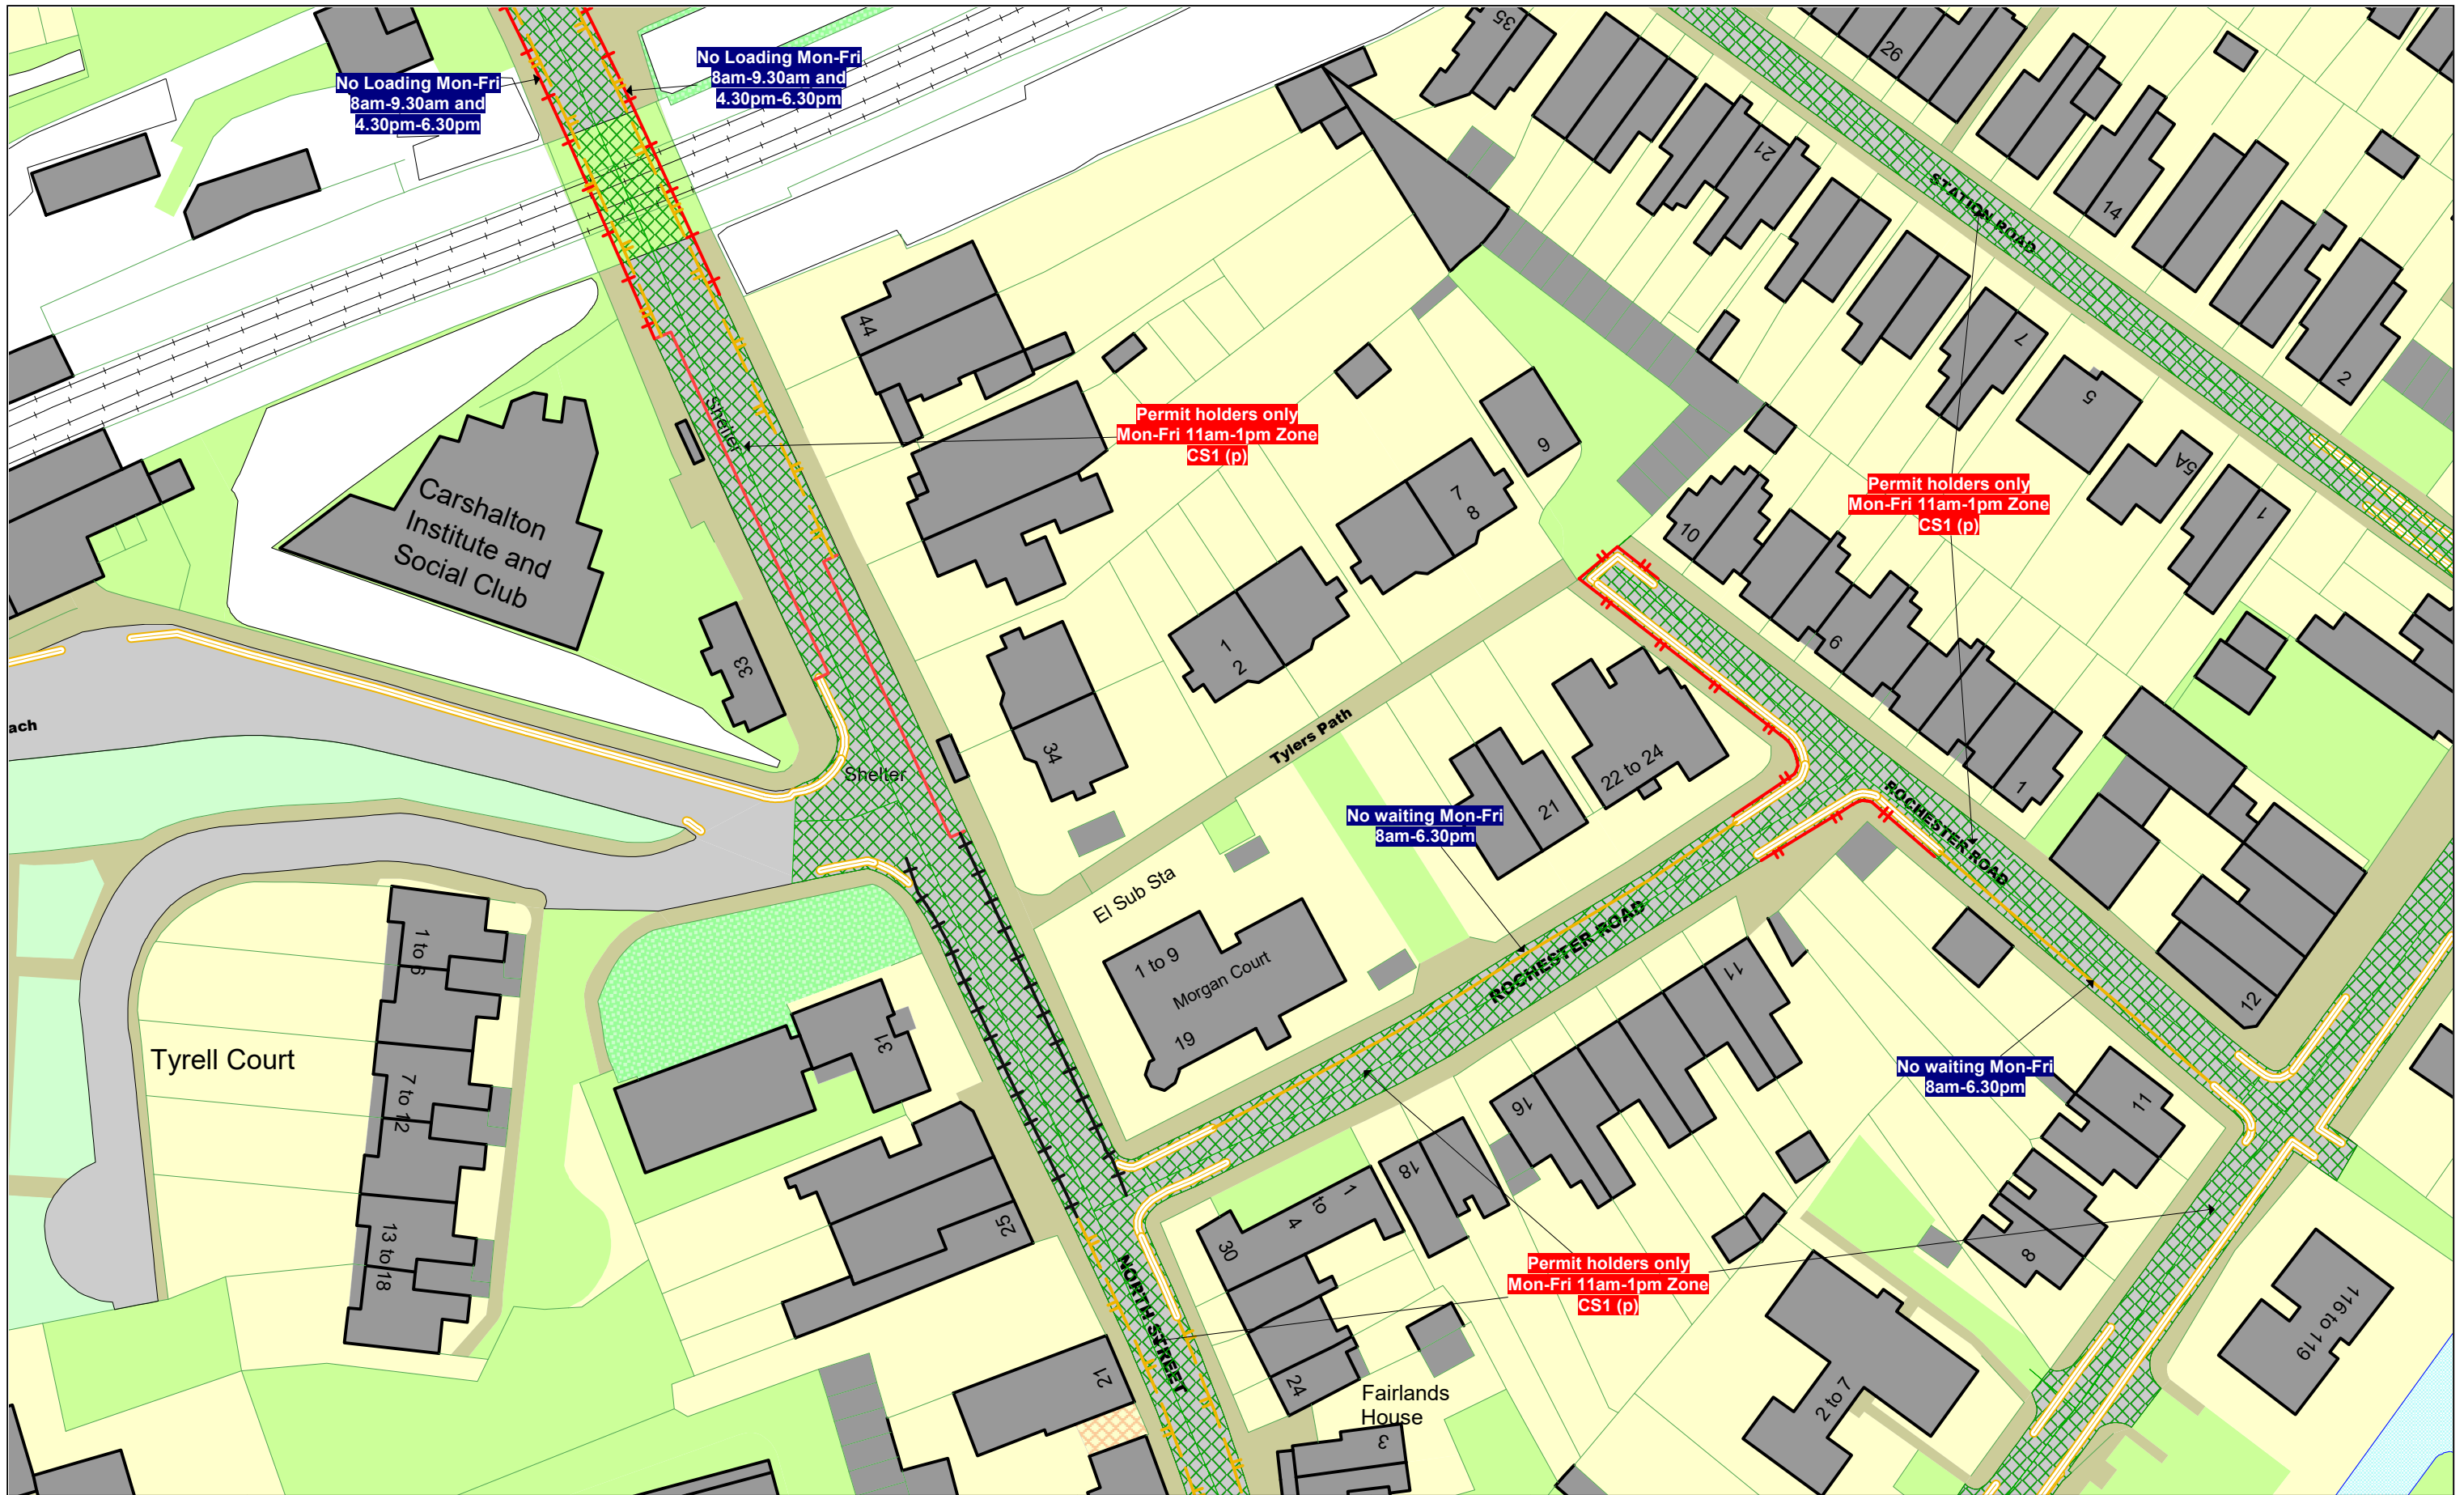 No Loading Mon-Fri
8am-9.30am and
4.30pm-6.30pm
No Loading Mon-Fri
8am-9.30am and
4.30pm-6.30pm
35
26
21
14
STATION ROAD
7
2
5
5A
1
44
Shelter
Permit holders only
Mon-Fri 11am-1pm Zone
CS1 (p)
Permit holders only
Mon-Fri 11am-1pm Zone
CS1 (p)
Carshalton
Institute and
Social Club
33
9
7
8
10
9
1
1
2
34
Tylers Path
22 to 24
21
ach
Shelter
No waiting Mon-Fri
8am-6.30pm
ROCHESTER ROAD
El Sub Sta
ROCHESTER ROAD
1 to 9
Morgan Court
19
11
12
1 to 6
Tyrell Court
7 to 12
13 to 18
31
25
16
18
No waiting Mon-Fri
8am-6.30pm
11
8
1 to 4
30
24
NORTH STREET
Permit holders only
Mon-Fri 11am-1pm Zone
CS1 (p)
116 to 119
2 to 7
21
Fairlands
House
3